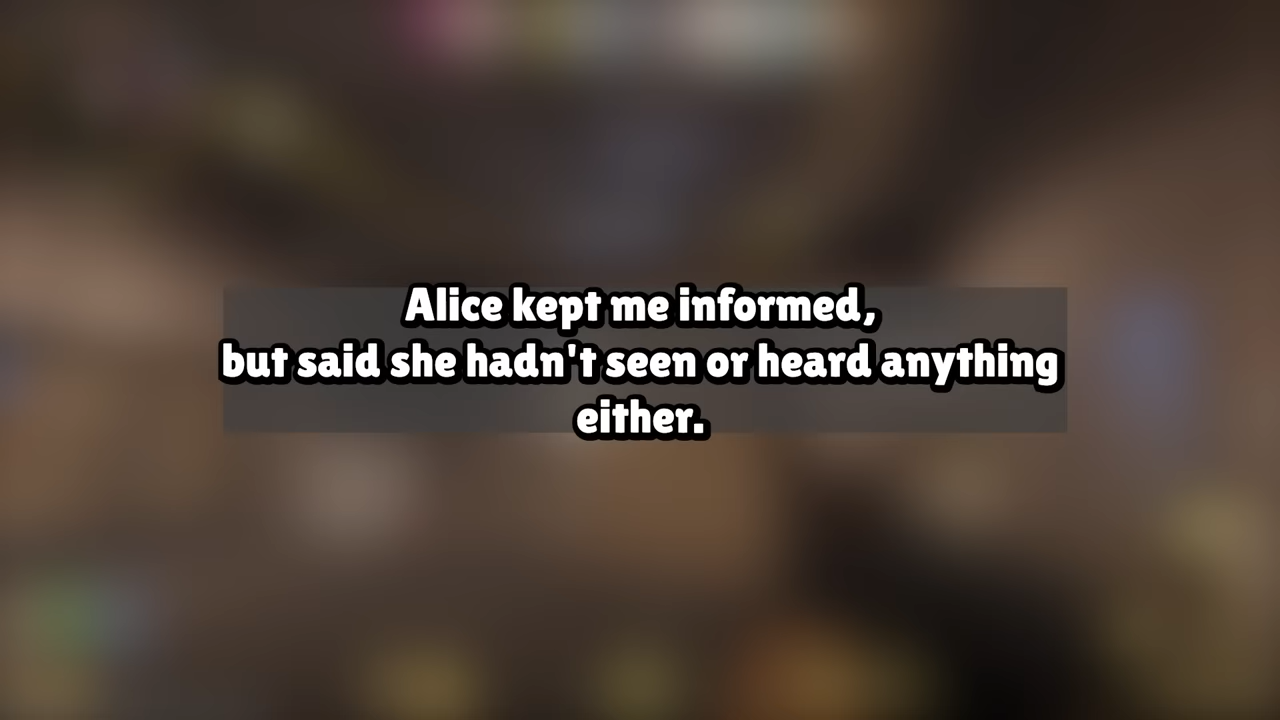 Alice kept me informed,
but said she hadn't seen or heard anything
either.